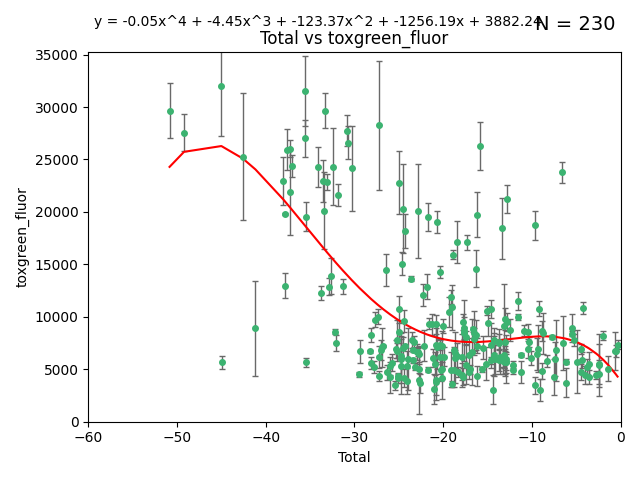 y = -0.05x^4 + -4.45x^3 + -123.37x^2 + -1256.19x + 3882.24
N = 230
Total vs toxgreen_fluor
35000
30000
25000
20000
15000
10000
5000
0
toxgreen_fluor
−60 −50 −40 −30 −20 −10 0
Total